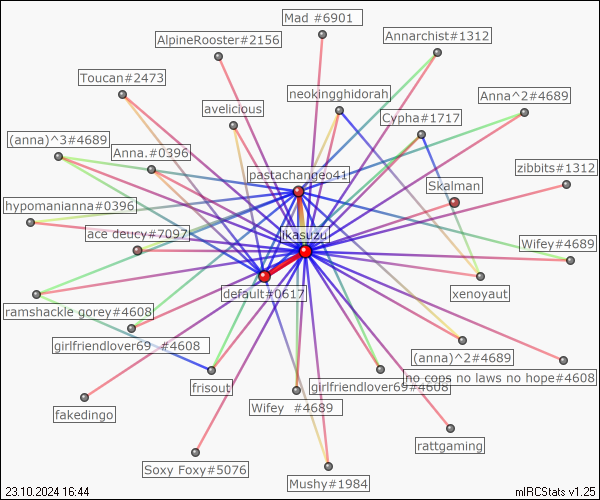 Mad #6901
AlpineRooster#2156
Annarchist#1312
Toucan#2473
neokingghidorah
Anna^2#4689
avelicious
Cypha#1717
(anna)^3#4689
Anna.#0396
zibbits#1312
pastachangeo41
Skalman
hypomanianna#0396
ikasuzu
ace deucy#7097
Wifey#4689
default#0617
xenoyaut
ramshackle gorey#4608
girlfriendlover69 #4608
(anna)^2#4689
frisout
no cops no laws no hope#4608
girlfriendlover69#4608
Wifey #4689
fakedingo
rattgaming
Soxy Foxy#5076
Mushy#1984
23.10.2024 16:44
mIRCStats v1.25